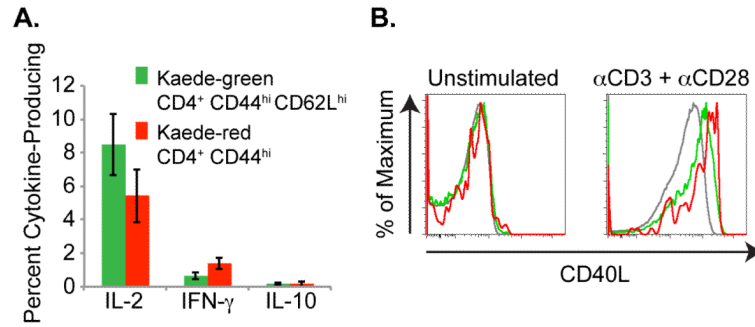 A.
Percent Cytokine-Producing
12
10
8
6
4
2
0
Kaede-green
CD4⁺ CD44ʰⁱ CD62Lʰⁱ
Kaede-red
CD4⁺ CD44ʰⁱ
IL-2 IFN-γ IL-10
B.
Unstimulated αCD3 + αCD28
% of Maximum
CD40L